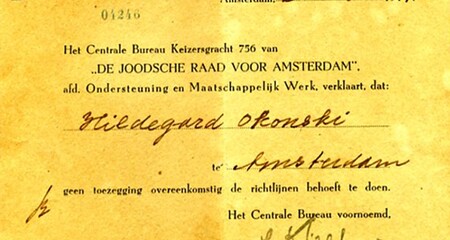 04246
Het Centrale Bureau Keizersgracht 756 van
„DE JOODSCHE RAAD VOOR AMSTERDAM”,
afd. Ondersteuning en Maatschappelijk Werk, verklaart, dat:
Hildegard Okonski
te Amsterdam
geen toezegging overeenkomstig de richtlijnen behoeft te doen.
Het Centrale Bureau voornoemd,